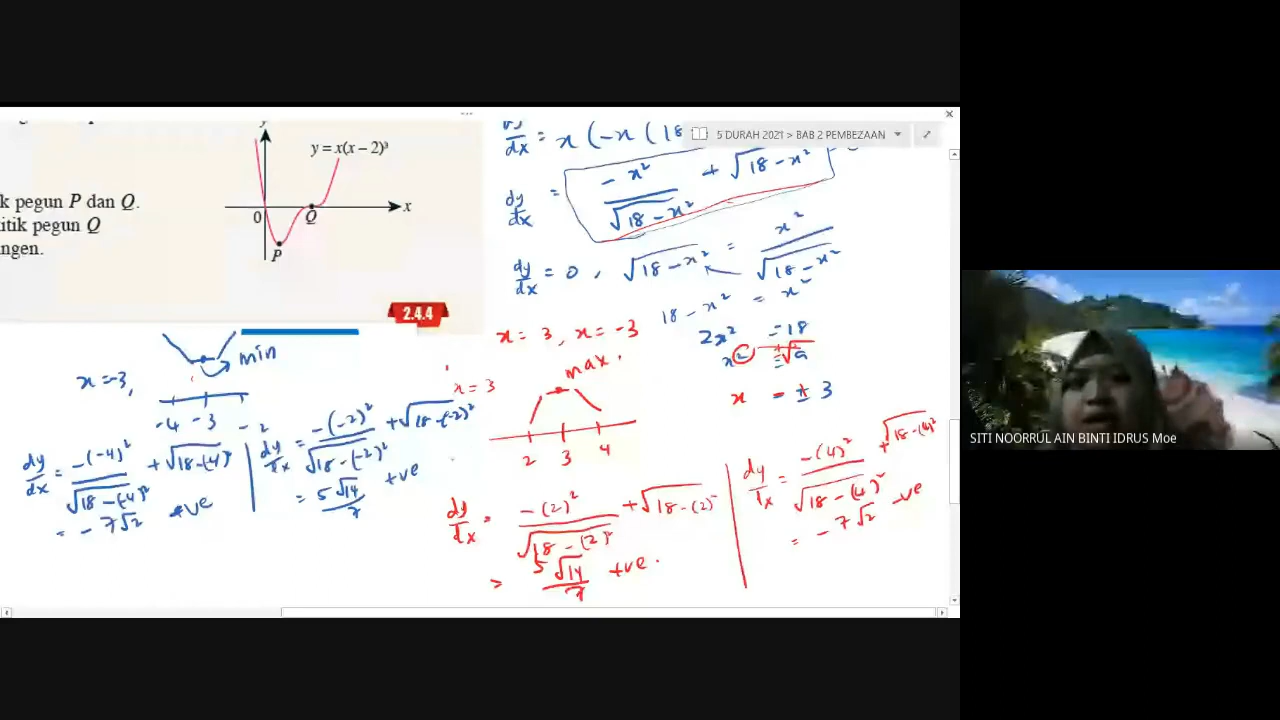 y = x(x – 2)³
0
Q
x
P
k pegun P dan Q.
itik pegun Q
ngen.
2.4.4
5 DURAH 2021 > BAB 2 PEMBEZAAN
dy/dx = x (-x (18
dy/dx = -x²/√18-x² + √18-x²
dy/dx = 0, √18-x² = x²/√18-x²
18 - x² = x²
2x² = 18
x² = ±√9
x = ± 3
x = 3, x = -3
max.
x = 3
2 3 4
dy/dx = -(2)²/√18-(2)² + √18-(2)²
= 5√14/7 +ve.
dy/dx = -(4)²/√18-(4)² + √18-(4)²
= -7√2 -ve
min
x = -3,
-4 -3 -2
dy/dx = -(-4)²/√18-(-4)² + √18-(-4)²
= -7√2 -ve
dy/dx = -(-2)²/√18-(-2)² + √18-(-2)²
= 5√14/7 +ve
SITI NOORRUL AIN BINTI IDRUS Moe